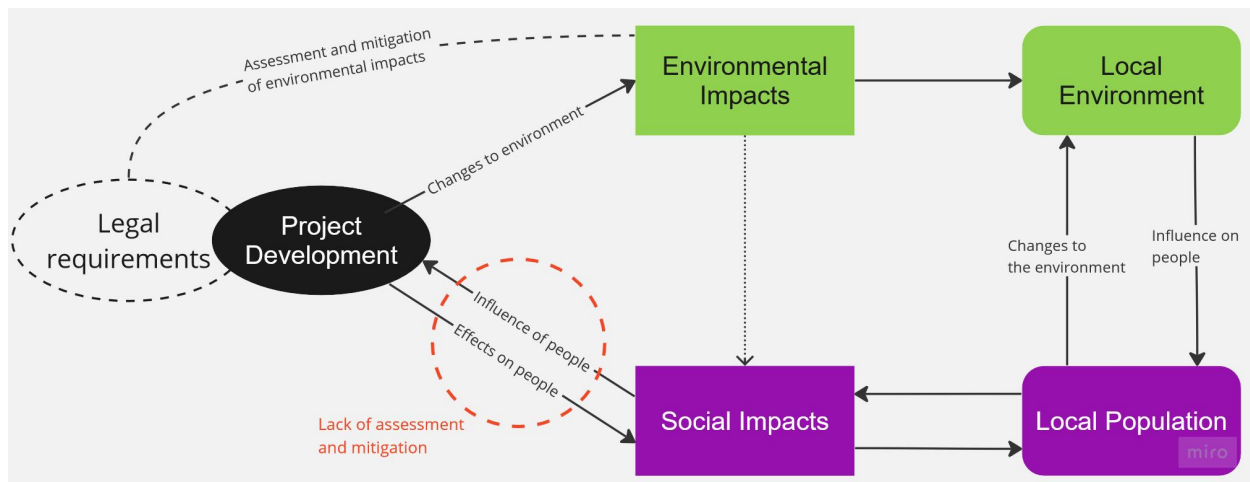 Assessment and mitigation
of environmental impacts
Environmental
Impacts
Local
Environment
Changes to environment
Legal
requirements
Project
Development
Changes to
the environment
Influence on
people
Influence of people
Effects on people
Lack of assessment
and mitigation
Social Impacts
Local Population
miro